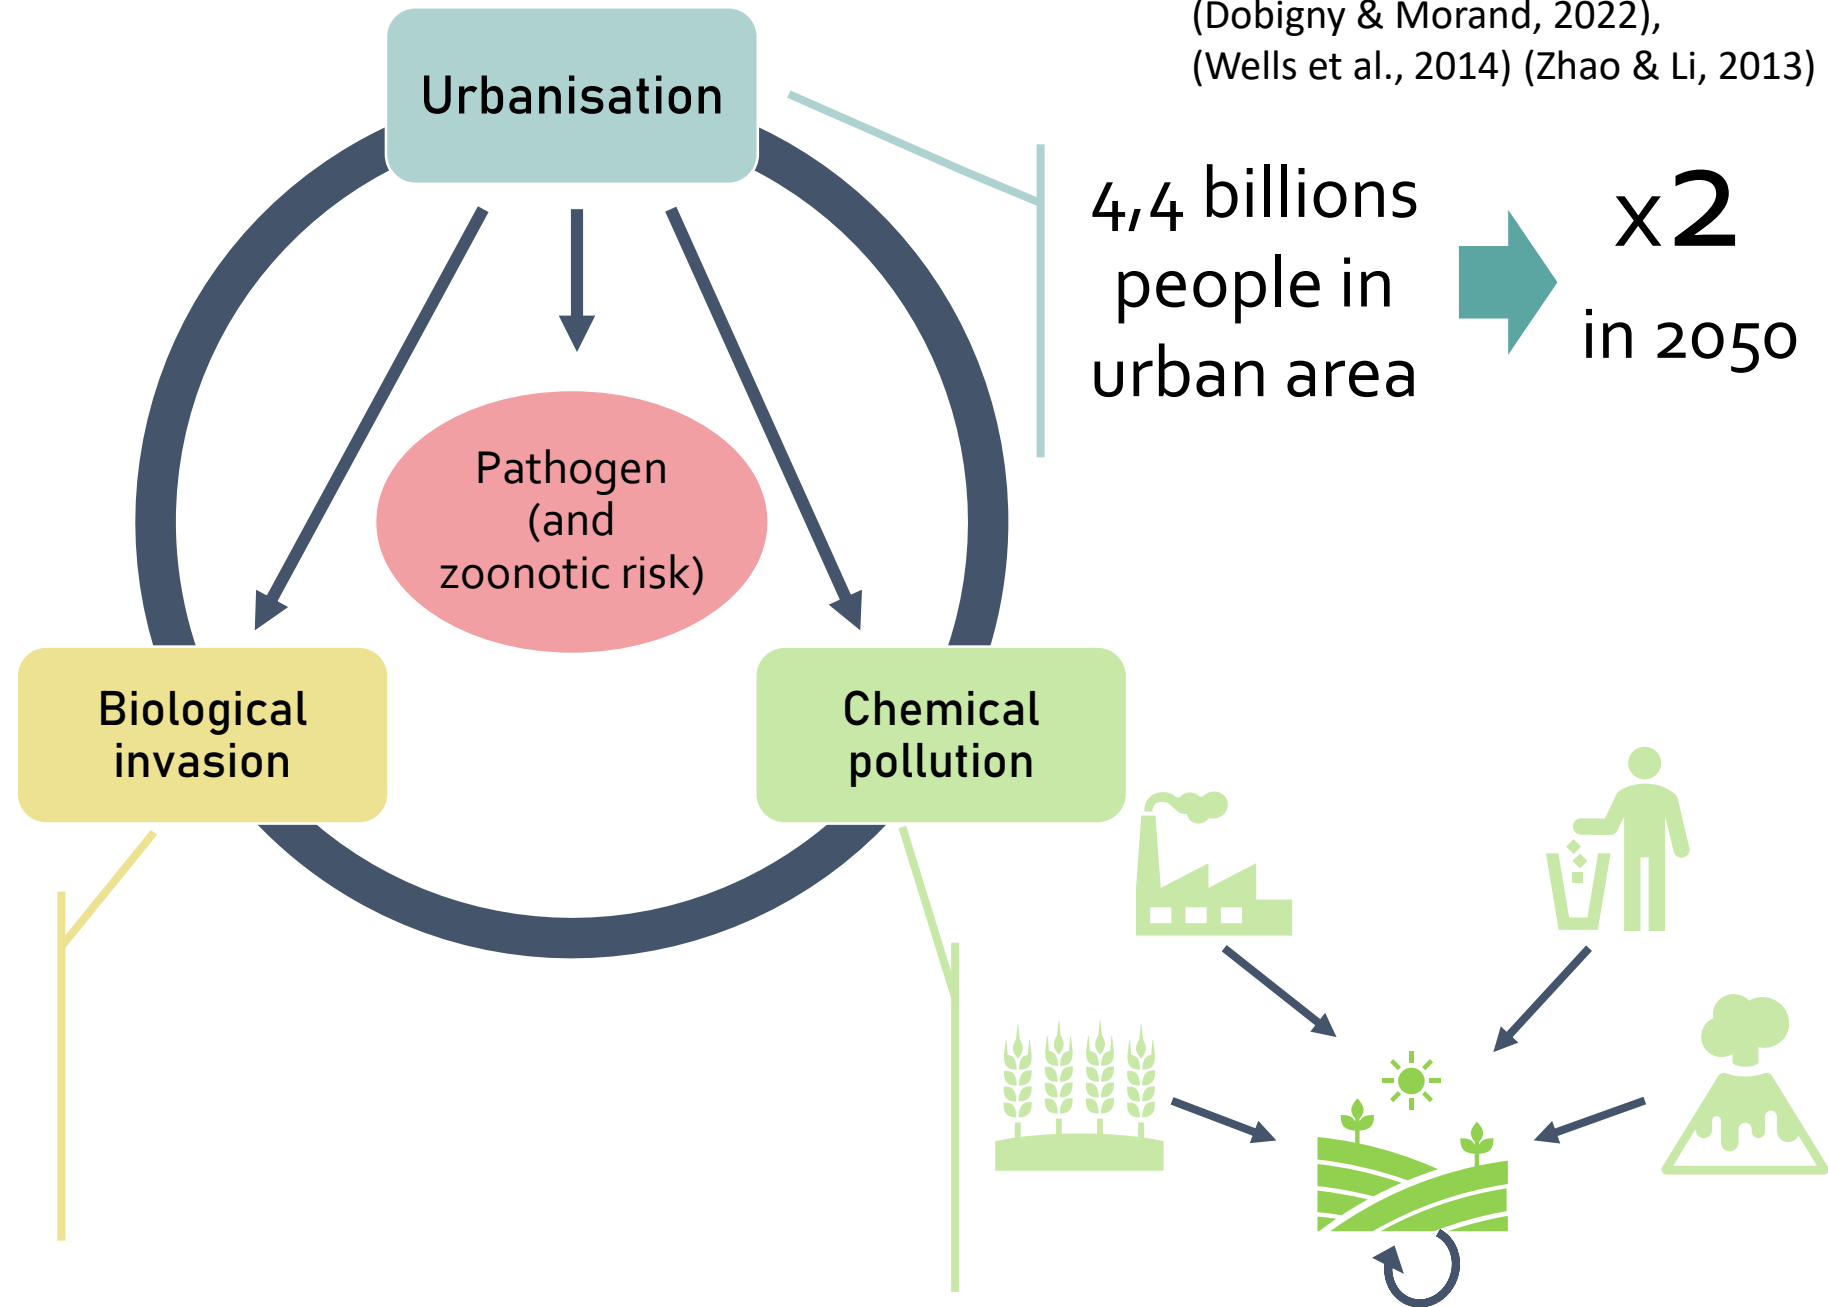 (Dobigny & Morand, 2022),
(Wells et al., 2014) (Zhao & Li, 2013)
Urbanisation
4,4 billions
people in
urban area
x2
in 2050
Pathogen
(and
zoonotic risk)
Biological
invasion
Chemical
pollution